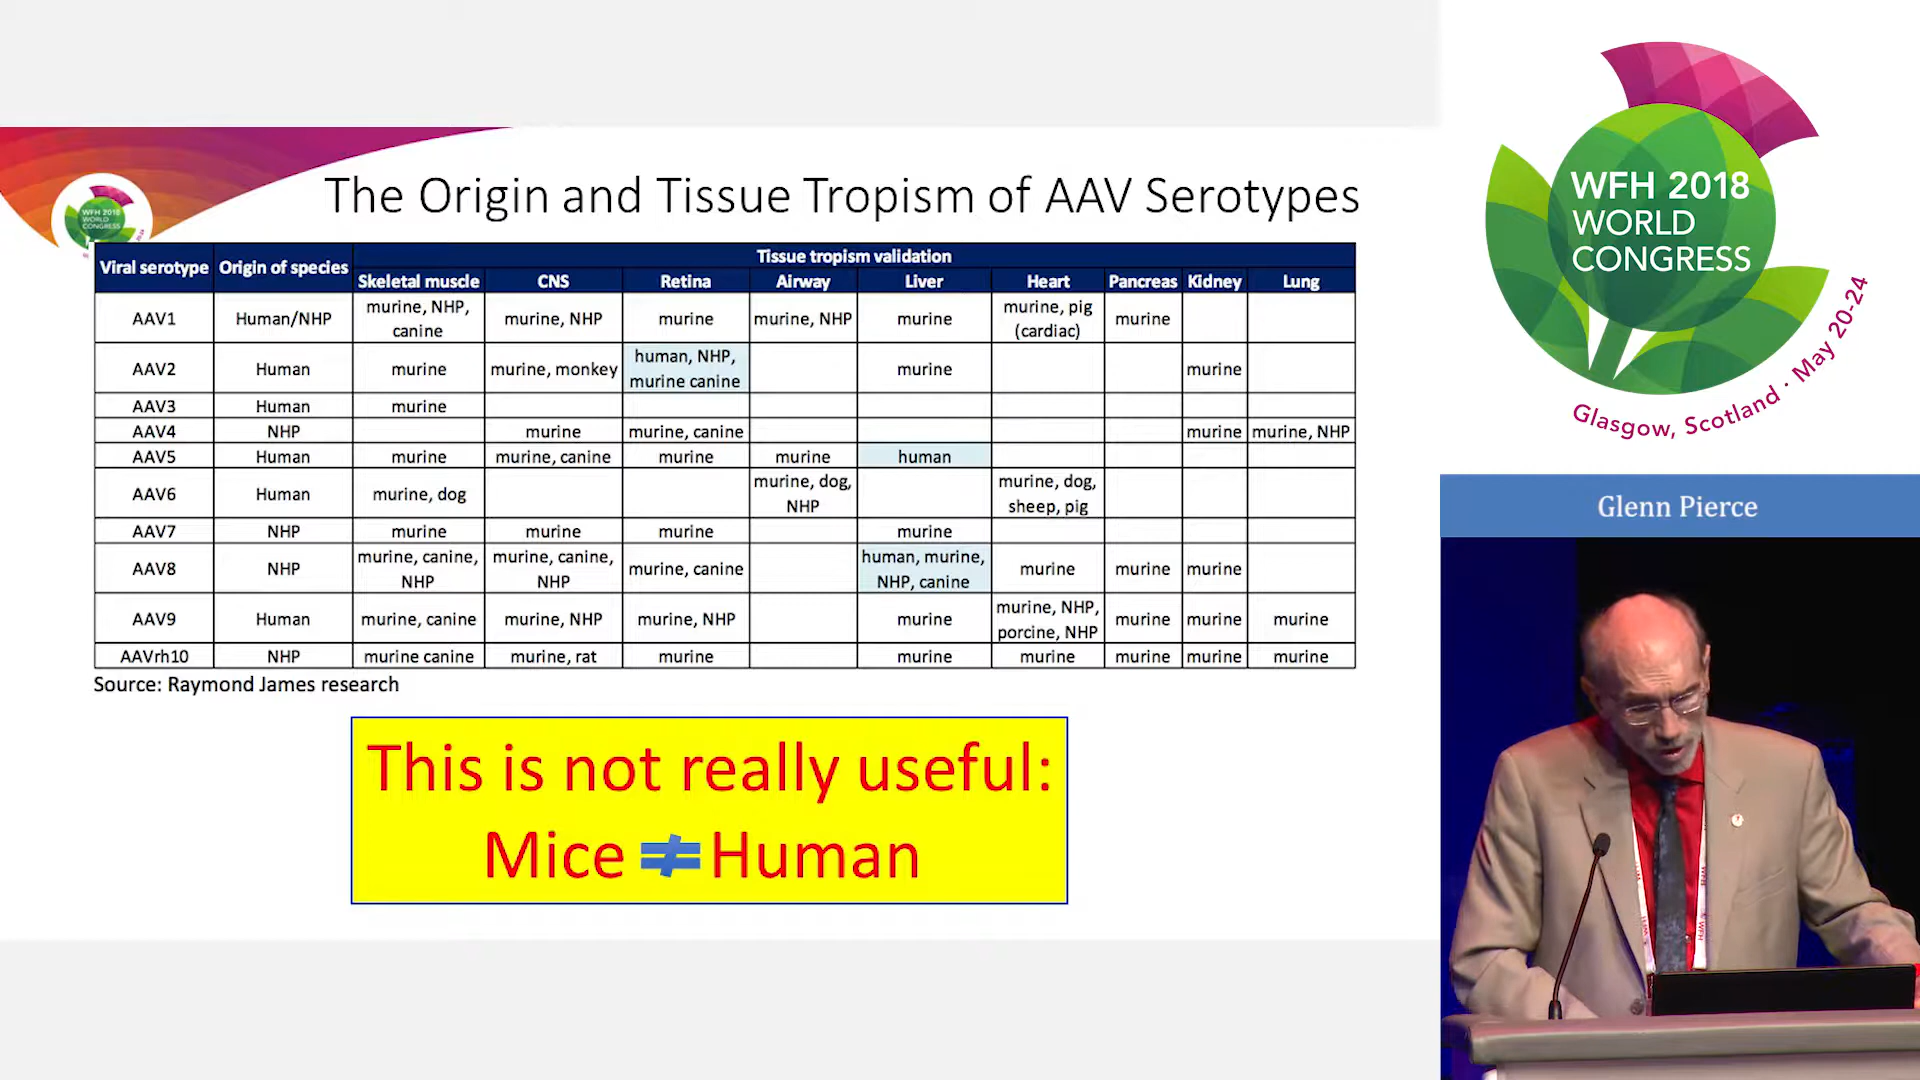 The Origin and Tissue Tropism of AAV Serotypes
WFH 2018
WORLD
CONGRESS
Viral serotype Origin of species Tissue tropism validation
Skeletal muscle CNS Retina Airway Liver Heart Pancreas Kidney Lung
AAV1 Human/NHP murine, NHP, canine murine, NHP murine murine, NHP murine murine, pig (cardiac) murine
AAV2 Human murine murine, monkey human, NHP, murine canine murine murine
AAV3 Human murine
AAV4 NHP murine murine, canine murine murine, NHP
AAV5 Human murine murine, canine murine murine human
AAV6 Human murine, dog murine, dog, NHP murine, dog, sheep, pig
AAV7 NHP murine murine murine murine
AAV8 NHP murine, canine, NHP murine, canine, NHP murine, canine human, murine, NHP, canine murine murine murine
AAV9 Human murine, canine murine, NHP murine, NHP murine murine, NHP, porcine, NHP murine murine murine
AAVrh10 NHP murine canine murine, rat murine murine murine murine murine murine
Source: Raymond James research
This is not really useful:
Mice ≠ Human
WFH 2018
WORLD
CONGRESS
Glasgow, Scotland · May 20-24
Glenn Pierce